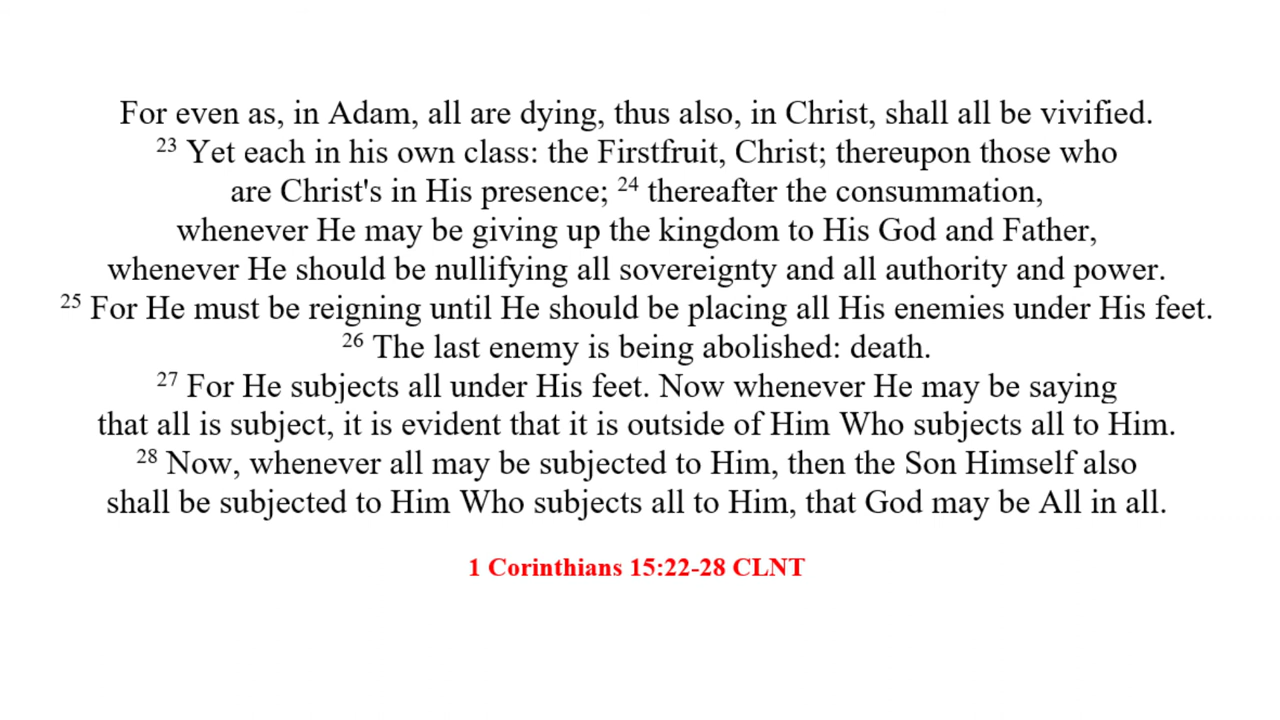 For even as, in Adam, all are dying, thus also, in Christ, shall all be vivified.
23 Yet each in his own class: the Firstfruit, Christ; thereupon those who
are Christ's in His presence; 24 thereafter the consummation,
whenever He may be giving up the kingdom to His God and Father,
whenever He should be nullifying all sovereignty and all authority and power.
25 For He must be reigning until He should be placing all His enemies under His feet.
26 The last enemy is being abolished: death.
27 For He subjects all under His feet. Now whenever He may be saying
that all is subject, it is evident that it is outside of Him Who subjects all to Him.
28 Now, whenever all may be subjected to Him, then the Son Himself also
shall be subjected to Him Who subjects all to Him, that God may be All in all.
1 Corinthians 15:22-28 CLNT